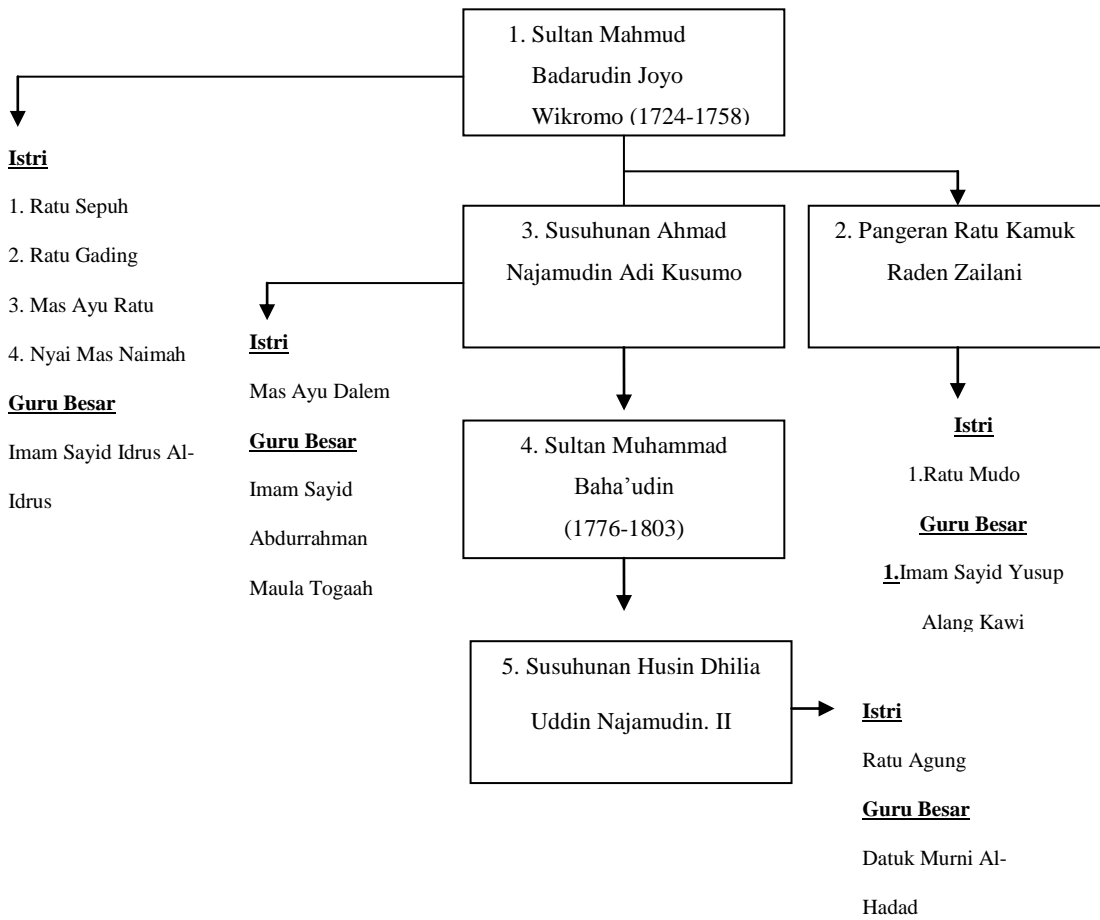 1. Sultan Mahmud
Badarudin Joyo
Wikromo (1724-1758)
Istri
1. Ratu Sepuh
2. Ratu Gading
3. Mas Ayu Ratu
4. Nyai Mas Naimah
Guru Besar
Imam Sayid Idrus Al-
Idrus
3. Susuhunan Ahmad
Najamudin Adi Kusumo
2. Pangeran Ratu Kamuk
Raden Zailani
Istri
Mas Ayu Dalem
Guru Besar
Imam Sayid
Abdurrahman
Maula Togaah
4. Sultan Muhammad
Baha’udin
(1776-1803)
Istri
1.Ratu Mudo
Guru Besar
1.Imam Sayid Yusup
Alang Kawi
5. Susuhunan Husin Dhilia
Uddin Najamudin. II
Istri
Ratu Agung
Guru Besar
Datuk Murni Al-
Hadad